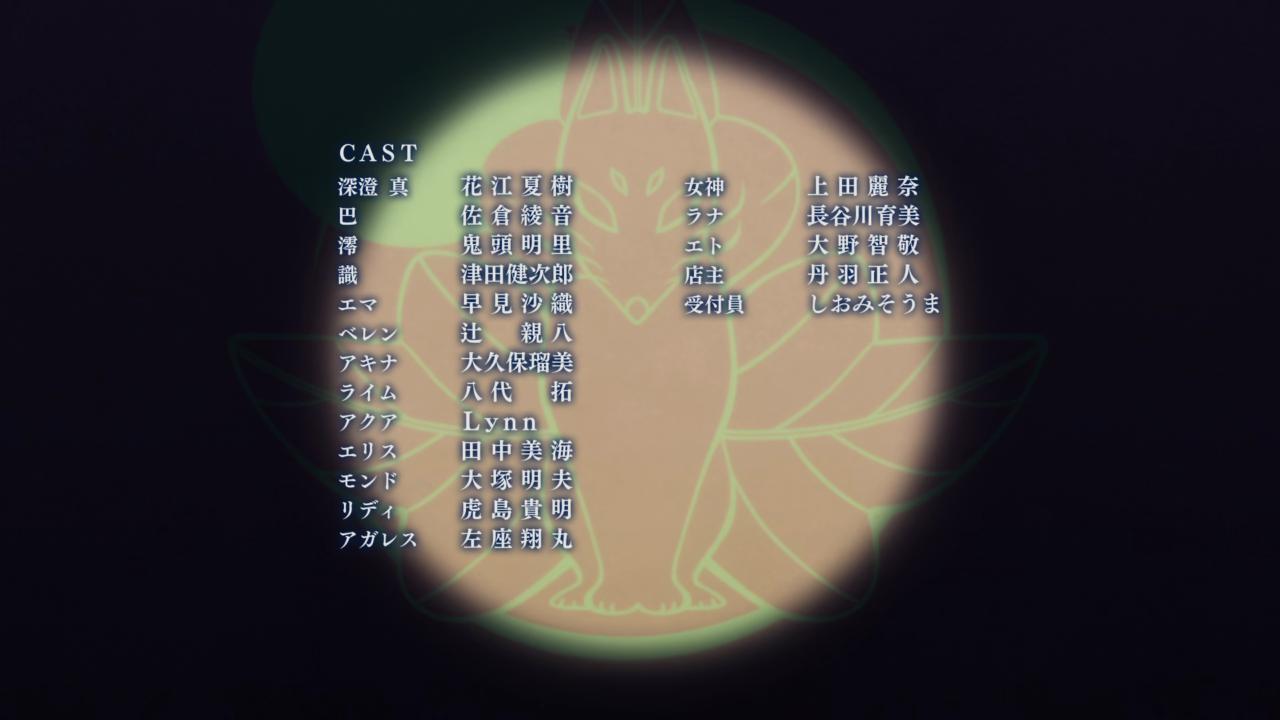 CAST
深澄 真 花江夏樹
巴 佐倉綾音
澪 鬼頭明里
識 津田健次郎
エマ 早見沙織
ベレン 辻 親八
アキナ 大久保瑠美
ライム 八代 拓
アクア Lynn
エリス 田中美海
モンド 大塚明夫
リディ 虎島貴明
アガレス 左座翔丸
女神 上田麗奈
ラナ 長谷川育美
エト 大野智敬
店主 丹羽正人
受付員 しおみそうま